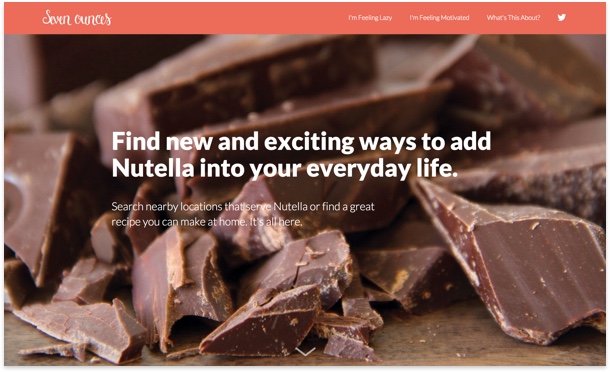 Seven ounces
I'm Feeling Lazy
I'm Feeling Motivated
What's This About?
Find new and exciting ways to add
Nutella into your everyday life.
Search nearby locations that serve Nutella or find a great
recipe you can make at home. It's all here.